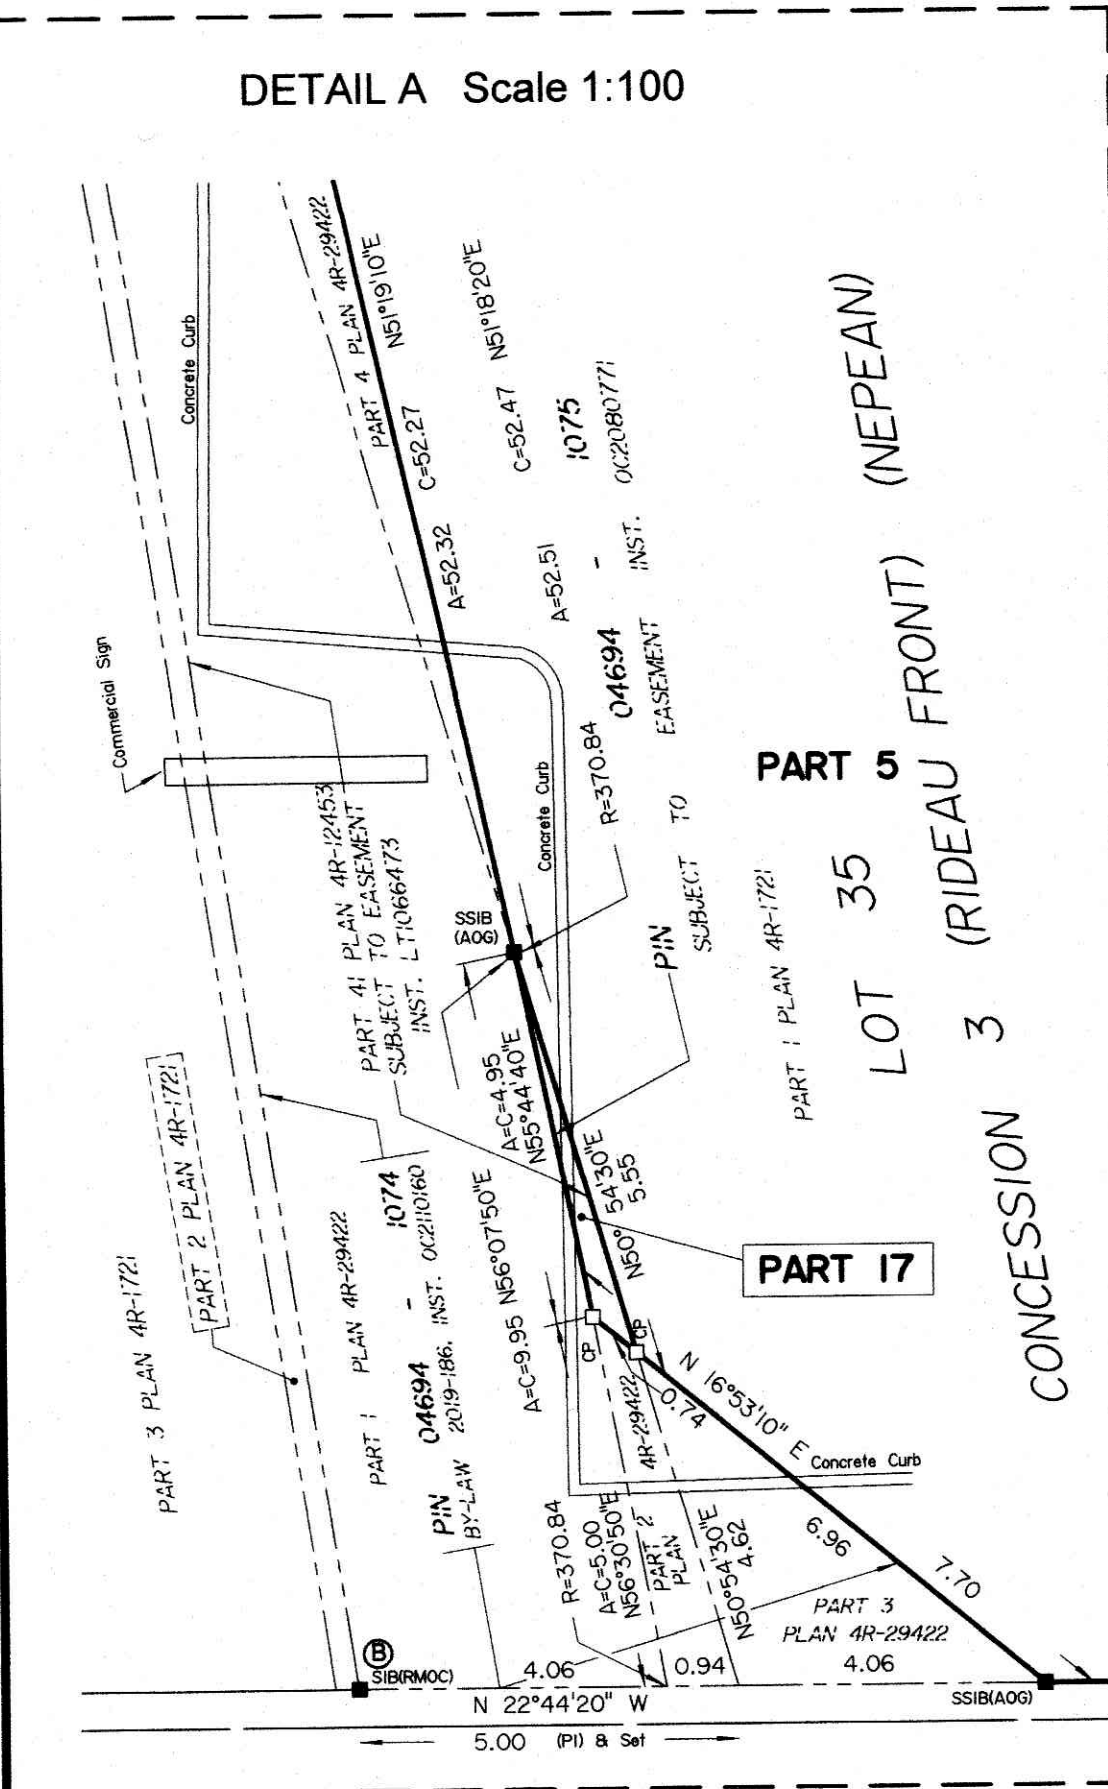 DETAIL A Scale 1:100
Concrete Curb
PART 4 PLAN 4R-29422
N51°19'10"E
C=52.27
A=52.32
N51°18'20"E
C=52.47
A=52.51
1075
-
04694
PIN
INST. OC2080771
SUBJECT TO EASEMENT
R=370.84
Commercial Sign
PART 41 PLAN 4R-12453
SUBJECT TO EASEMENT
INST. LT1066473
SSIB
(AOG)
Concrete Curb
PART 5
LOT 35
CONCESSION 3 (RIDEAU FRONT) (NEPEAN)
PART 1 PLAN 4R-1721
PART 3 PLAN 4R-1721
PART 2 PLAN 4R-1721
PART 1 PLAN 4R-29422
PIN 04694 - 1074
BY-LAW 2019-186, INST. OC2110160
A=C=4.95
N55°44'40"E
A=C=9.95 N56°07'50"E
N50°54'30"E
5.55
PART 17
CP
CP
N 16°53'10" E
0.74
Concrete Curb
6.96
7.70
R=370.84
A=C=5.00
N56°30'50"E
PART 2
PLAN
4R-29422
N50°54'30"E
4.62
PART 3
PLAN 4R-29422
B
SIB(RMOC)
4.06
0.94
4.06
N 22°44'20" W
SSIB(AOG)
5.00 (P1) & Set